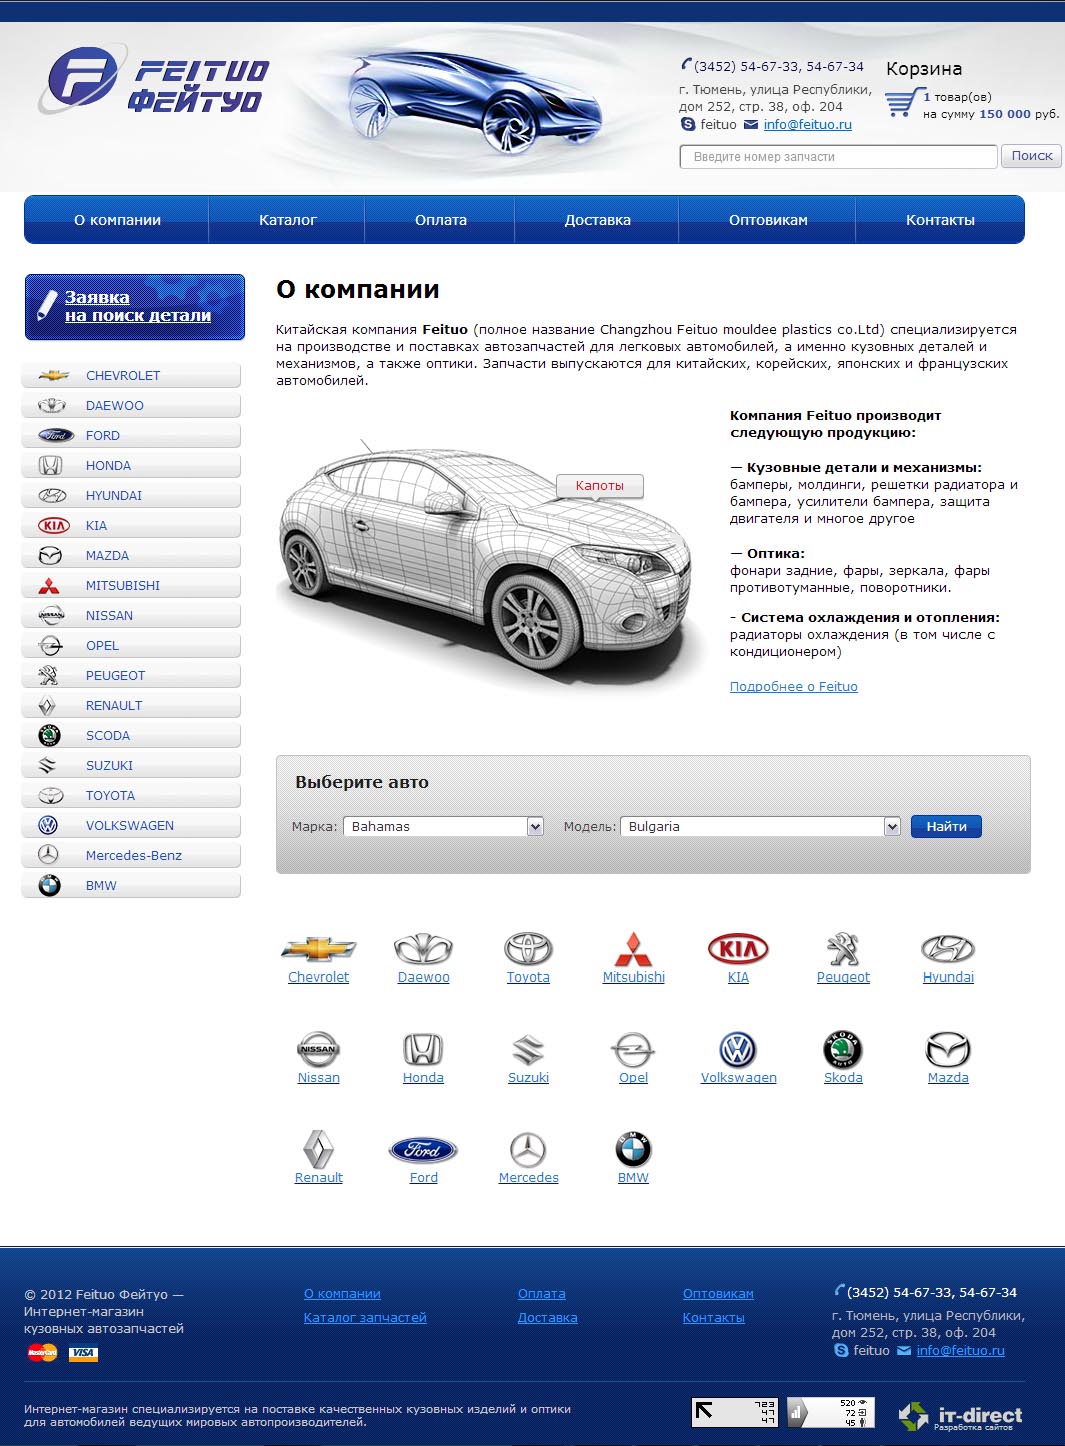 FEITUO
ФЕЙТУО
(3452) 54-67-33, 54-67-34
г. Тюмень, улица Республики,
дом 252, стр. 38, оф. 204
feituo info@feituo.ru
Корзина
1 товар(ов)
на сумму 150 000 руб.
Введите номер запчасти
Поиск
О компании Каталог Оплата Доставка Оптовикам Контакты
Заявка
на поиск детали
CHEVROLET
DAEWOO
FORD
HONDA
HYUNDAI
KIA
MAZDA
MITSUBISHI
NISSAN
OPEL
PEUGEOT
RENAULT
SCODA
SUZUKI
TOYOTA
VOLKSWAGEN
Mercedes-Benz
BMW
О компании
Китайская компания Feituo (полное название Changzhou Feituo mouldee plastics co.Ltd) специализируется
на производстве и поставках автозапчастей для легковых автомобилей, а именно кузовных деталей и
механизмов, а также оптики. Запчасти выпускаются для китайских, корейских, японских и французских
автомобилей.
Капоты
Компания Feituo производит
следующую продукцию:
— Кузовные детали и механизмы:
бамперы, молдинги, решетки радиатора и
бампера, усилители бампера, защита
двигателя и многое другое
— Оптика:
фонари задние, фары, зеркала, фары
противотуманные, поворотники.
- Система охлаждения и отопления:
радиаторы охлаждения (в том числе с
кондиционером)
Подробнее о Feituo
Выберите авто
Марка: Bahamas Модель: Bulgaria Найти
KIA
Chevrolet Daewoo Toyota Mitsubishi KIA Peugeot Hyundai
NISSAN
SKODA
AUTO
Nissan Honda Suzuki Opel Volkswagen Skoda Mazda
Ford
BMW
Renault Ford Mercedes BMW
© 2012 Feituo Фейтуо —
Интернет-магазин
кузовных автозапчастей
MasterCard VISA
О компании
Каталог запчастей
Оплата
Доставка
Оптовикам
Контакты
(3452) 54-67-33, 54-67-34
г. Тюмень, улица Республики,
дом 252, стр. 38, оф. 204
feituo info@feituo.ru
Интернет-магазин специализируется на поставке качественных кузовных изделий и оптики
для автомобилей ведущих мировых автопроизводителей.
723
47
47
520
72
45
it-direct
Разработка сайтов